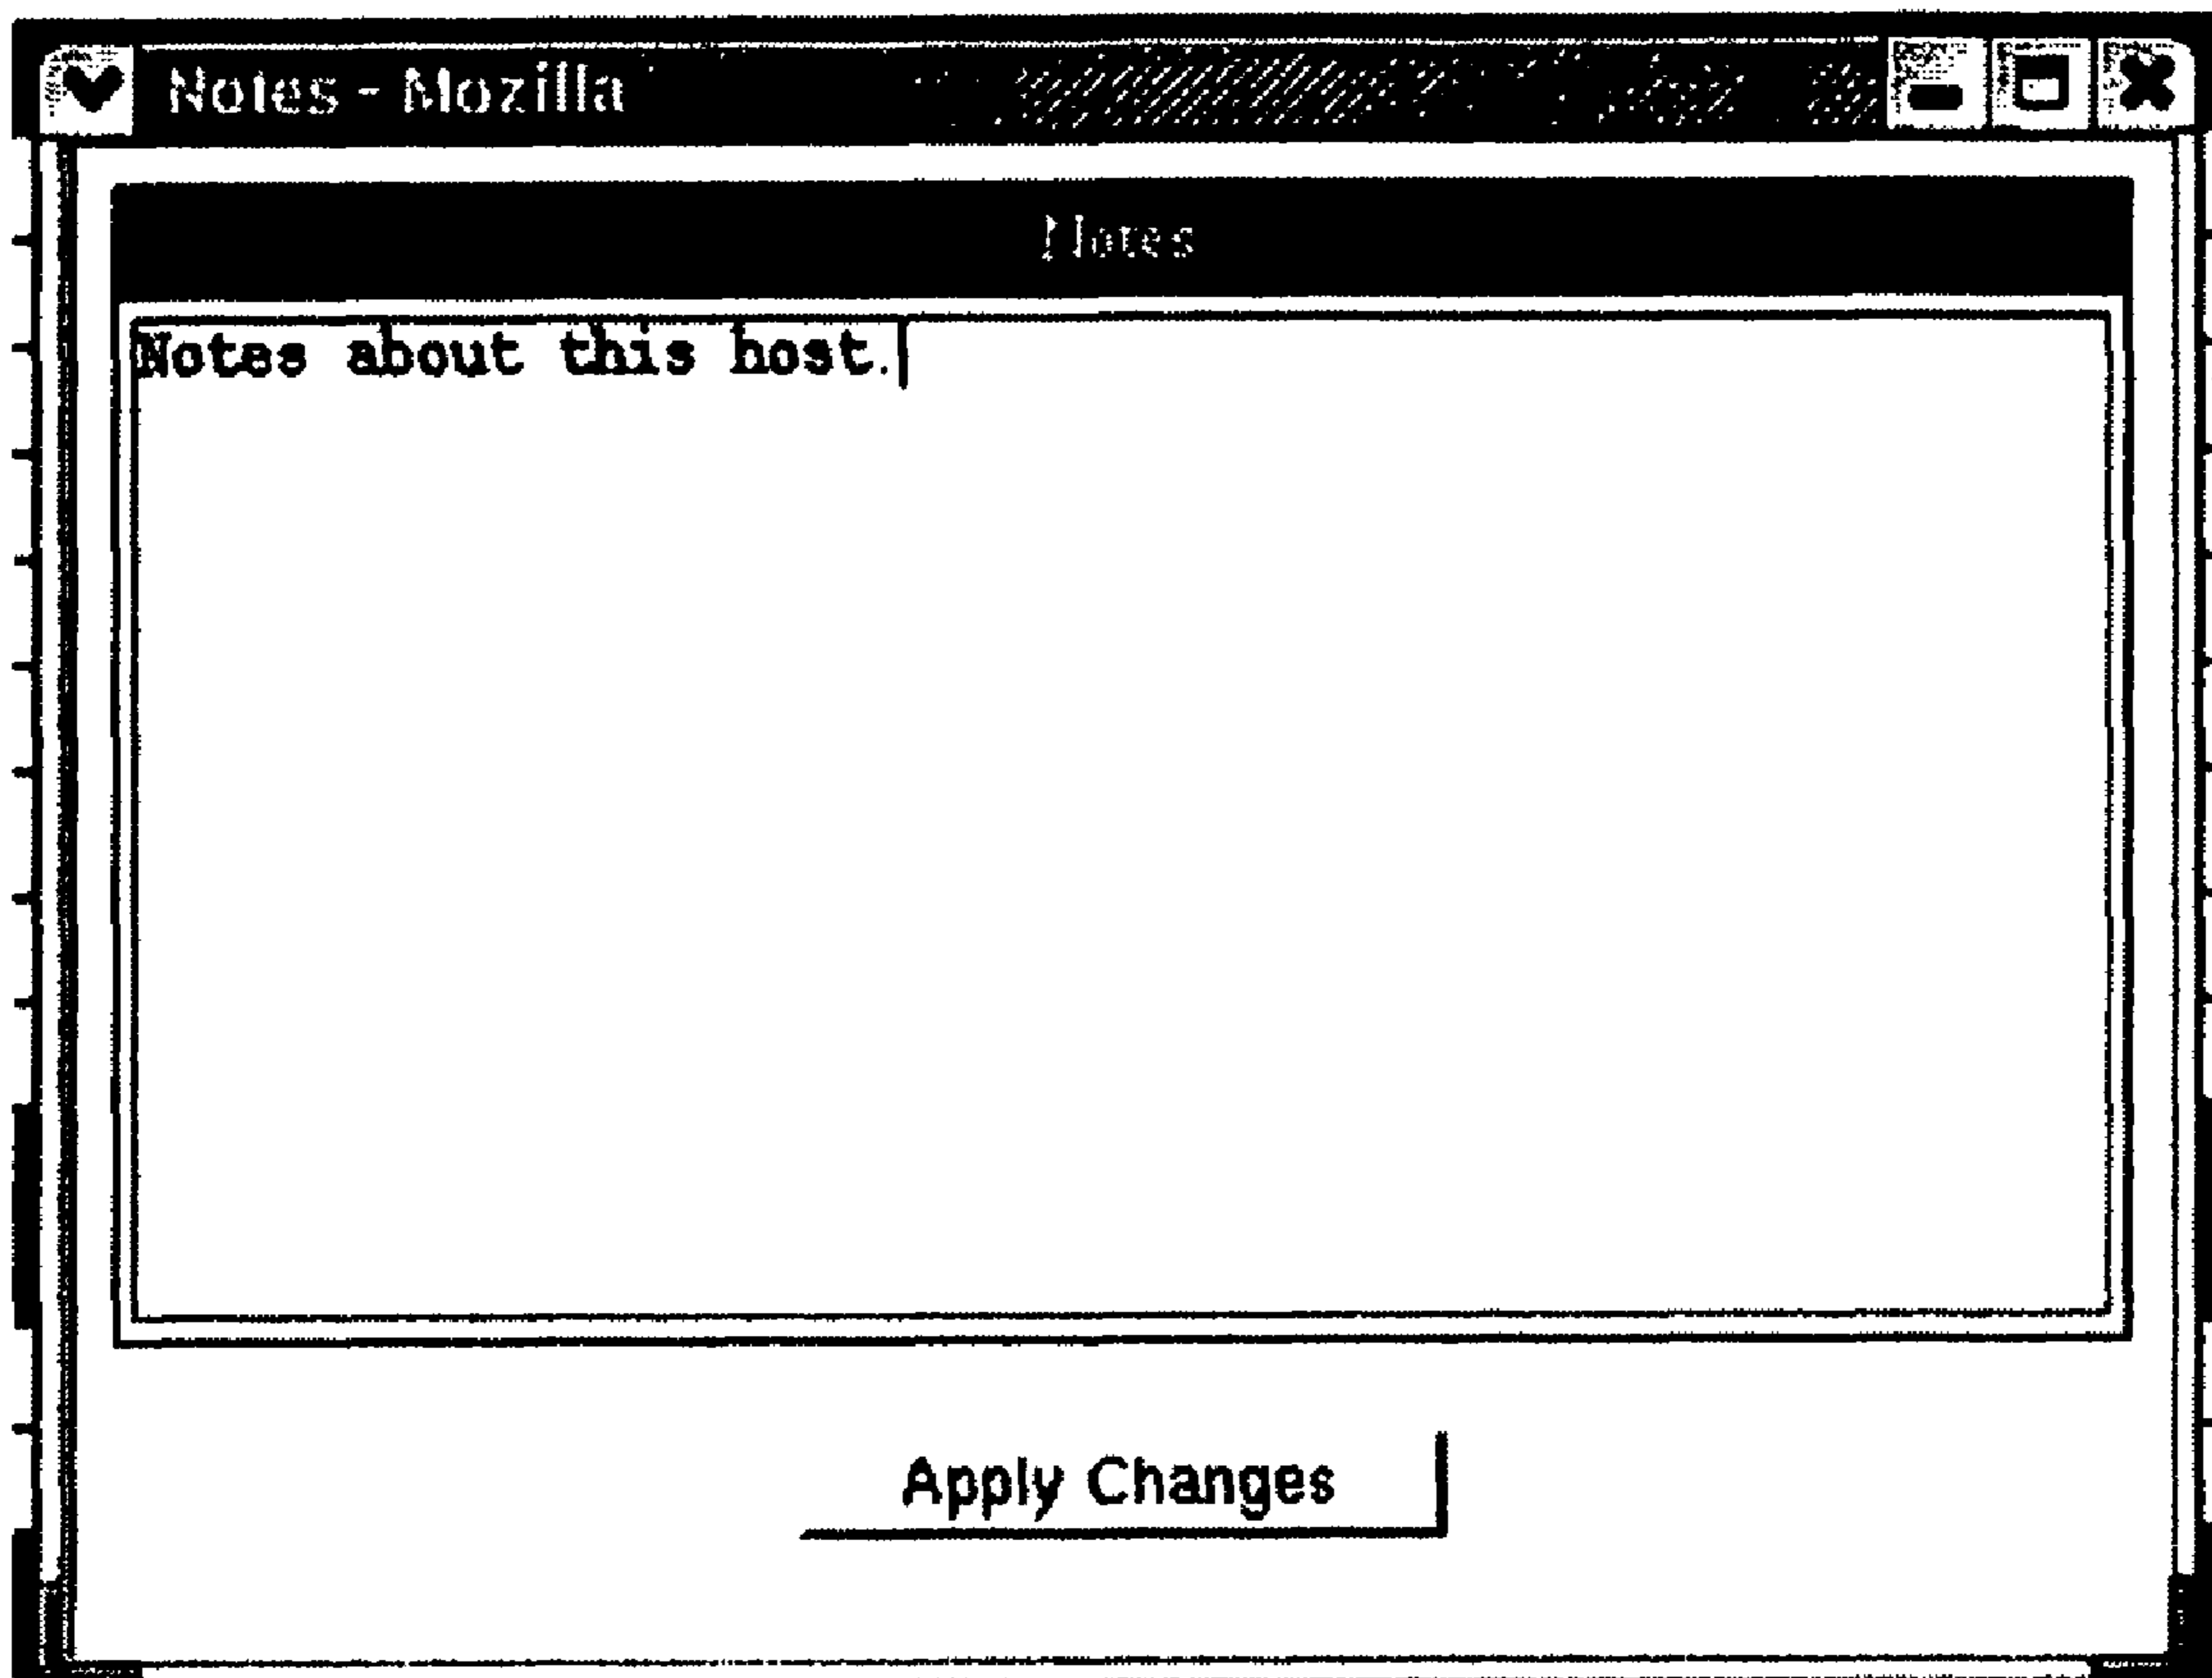 Notes - Mozilla
Notes
Notes about this host.
Apply Changes